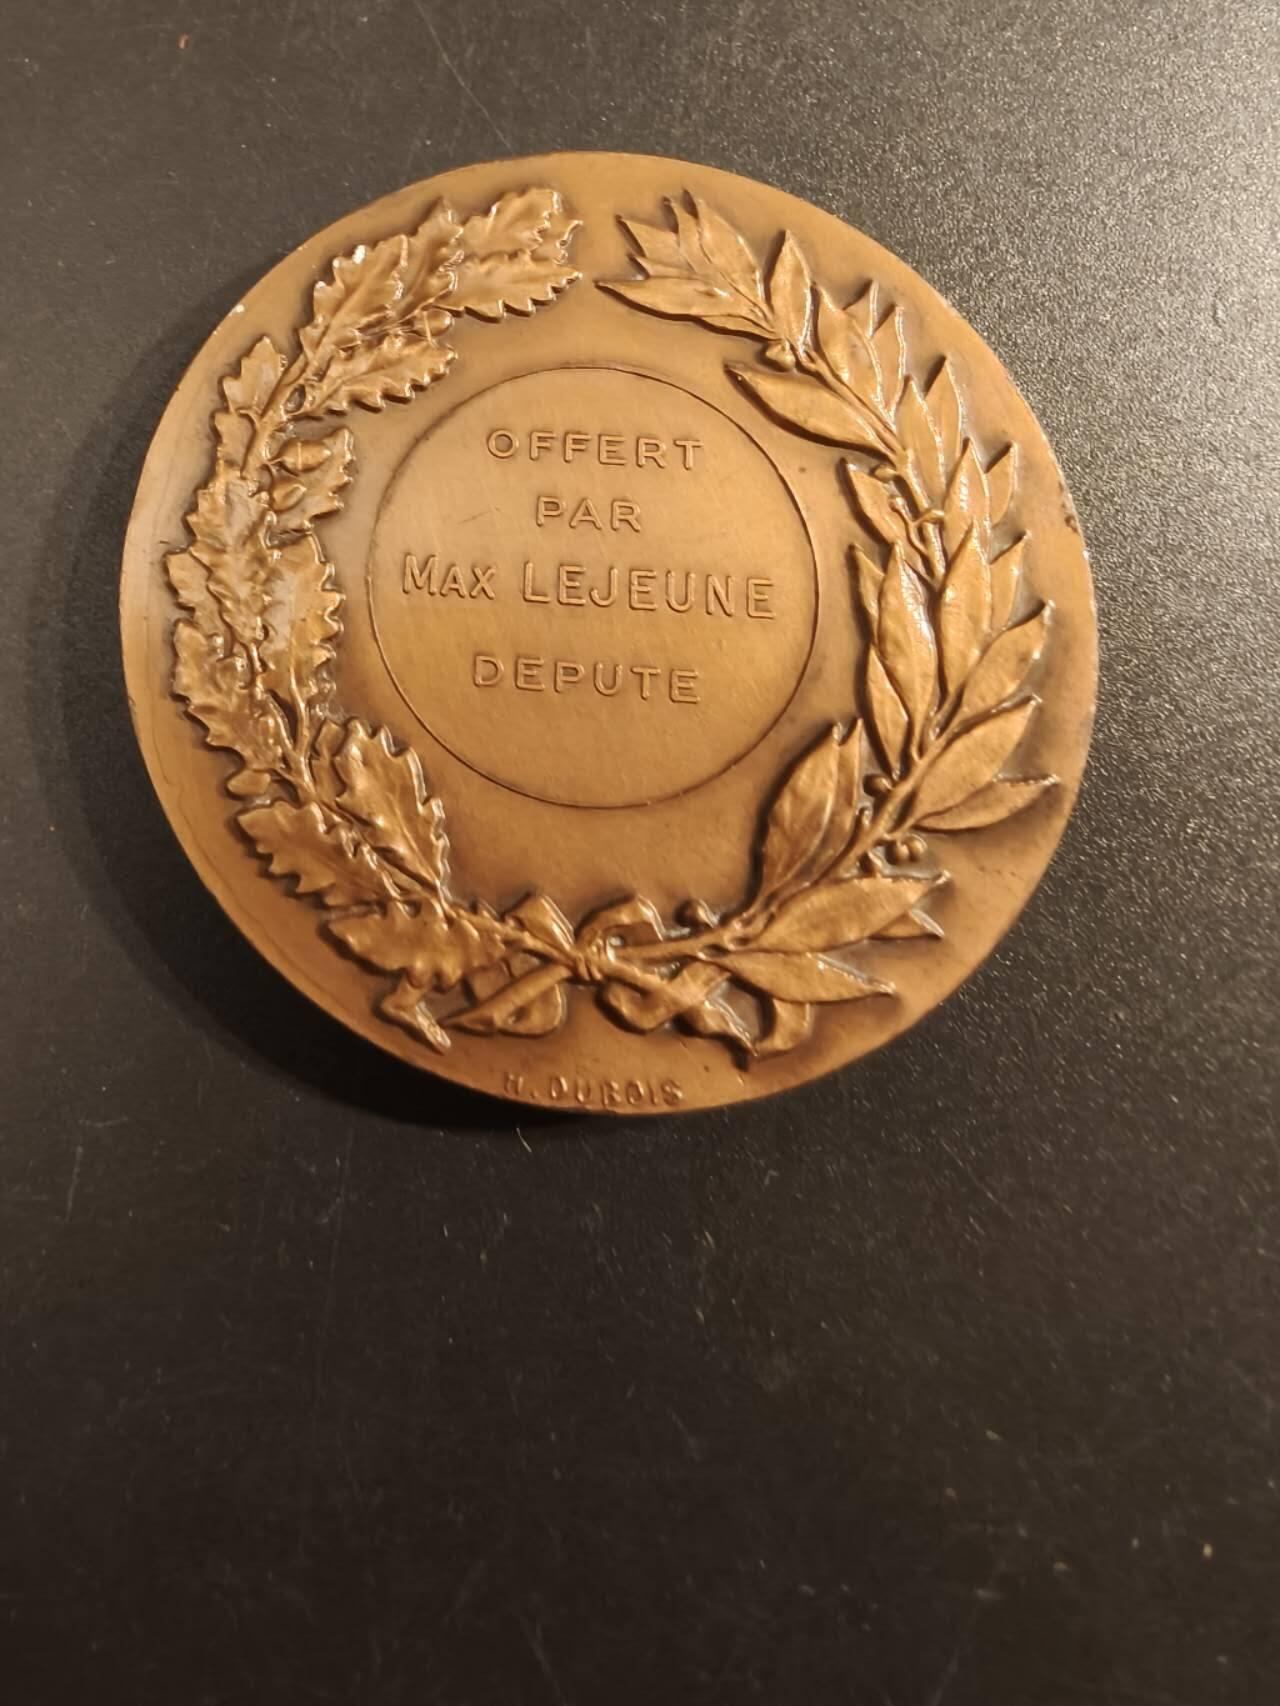 OFFERT
PAR
MAX LEJEUNE
DEPUTE
H. DUBOIS